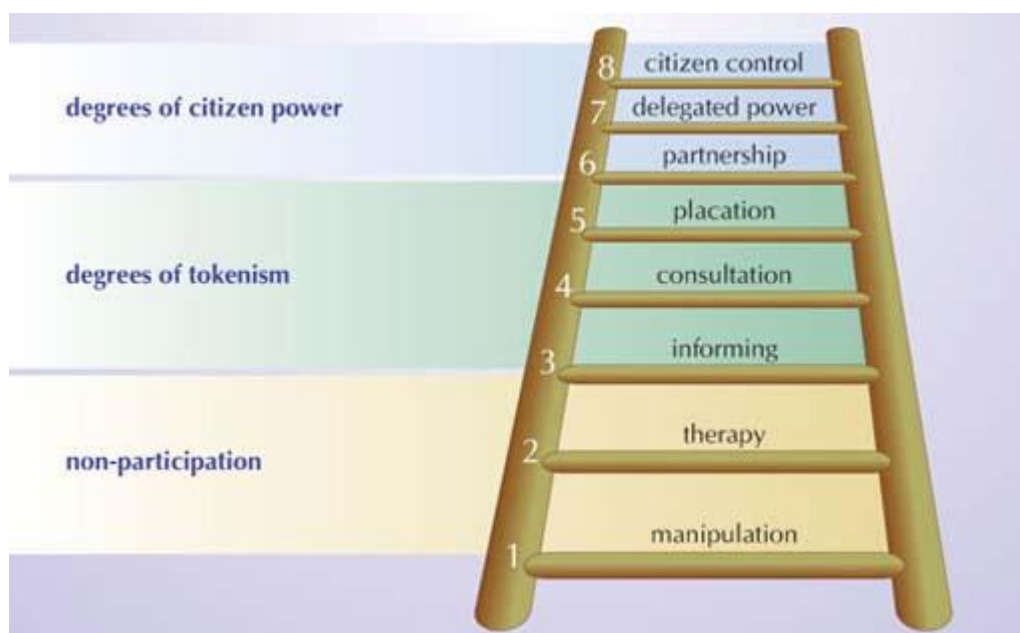 degrees of citizen power
8 citizen control
7 delegated power
6 partnership
degrees of tokenism
5 placation
4 consultation
3 informing
non-participation
2 therapy
1 manipulation